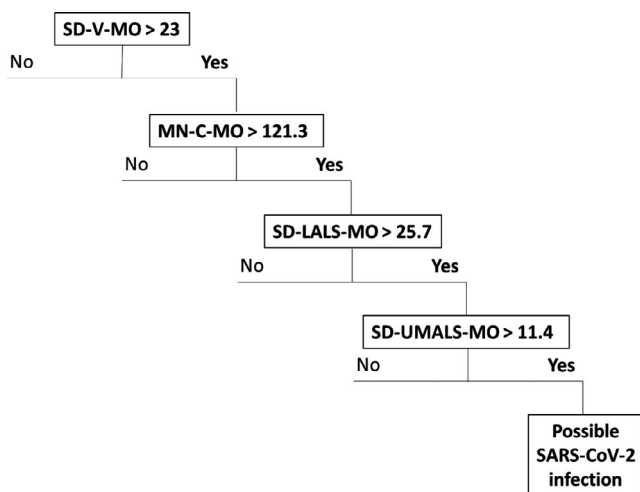 SD-V-MO > 23
No
Yes
MN-C-MO > 121.3
No
Yes
SD-LALS-MO > 25.7
No
Yes
SD-UMALS-MO > 11.4
No
Yes
Possible
SARS-CoV-2
infection